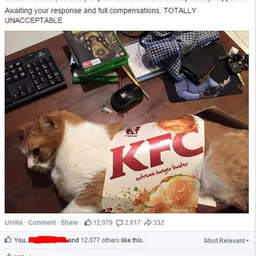 Awaiting your response and full compensations. TOTALLY
UNACCEPTABLE
KFC
extreme hunger buster
Unlike · Comment · Share · 12,079 2,017 332
You, and 12,077 others like this.
Most Relevant